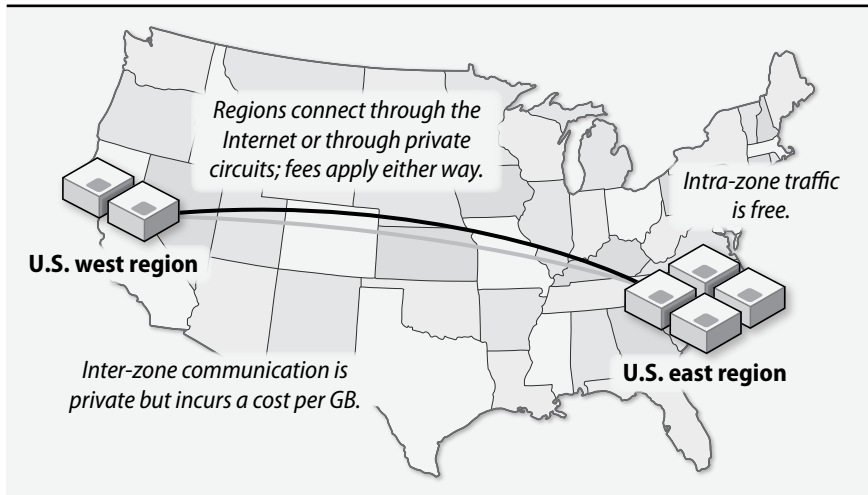 Regions connect through the
Internet or through private
circuits; fees apply either way.
Intra-zone traffic
is free.
U.S. west region
Inter-zone communication is
private but incurs a cost per GB.
U.S. east region